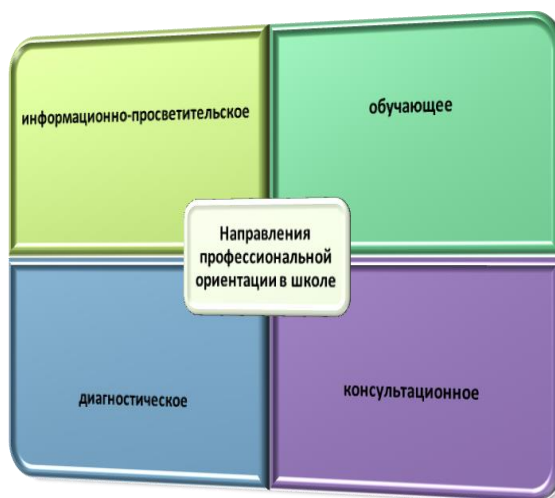 информационно-просветительское
обучающее
Направления
профессиональной
ориентации в школе
диагностическое
консультационное